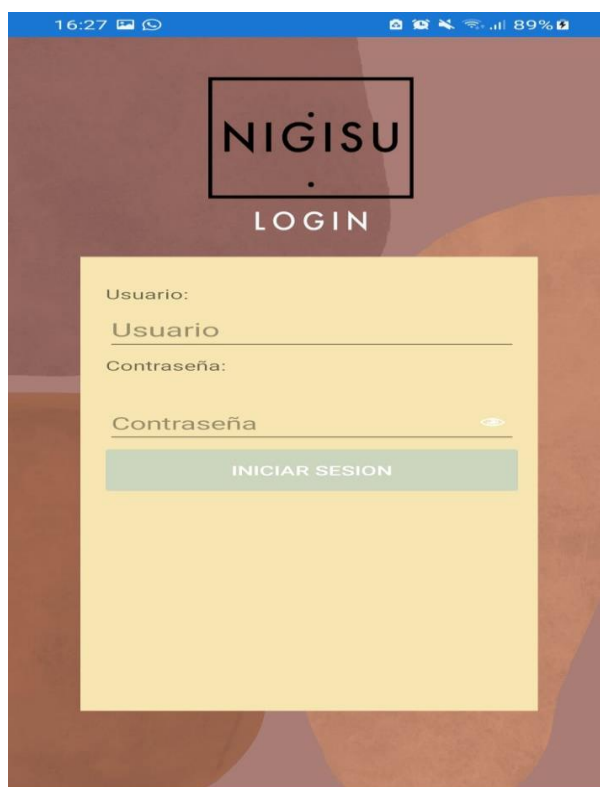 16:27 89%
NIGISU
LOGIN
Usuario:
Usuario
Contraseña:
Contraseña
INICIAR SESION